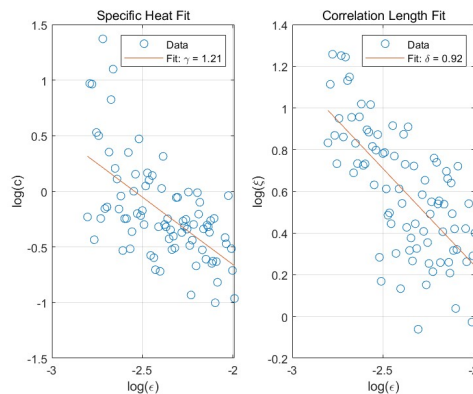 Specific Heat Fit
Data
Fit: γ = 1.21
1.5
1
0.5
0
-0.5
-1
-1.5
log(c)
-3
-2.5
-2
log(ϵ)
Correlation Length Fit
Data
Fit: δ = 0.92
1.4
1.2
1
0.8
0.6
0.4
0.2
0
-0.2
log(ξ)
-3
-2.5
-2
log(ϵ)